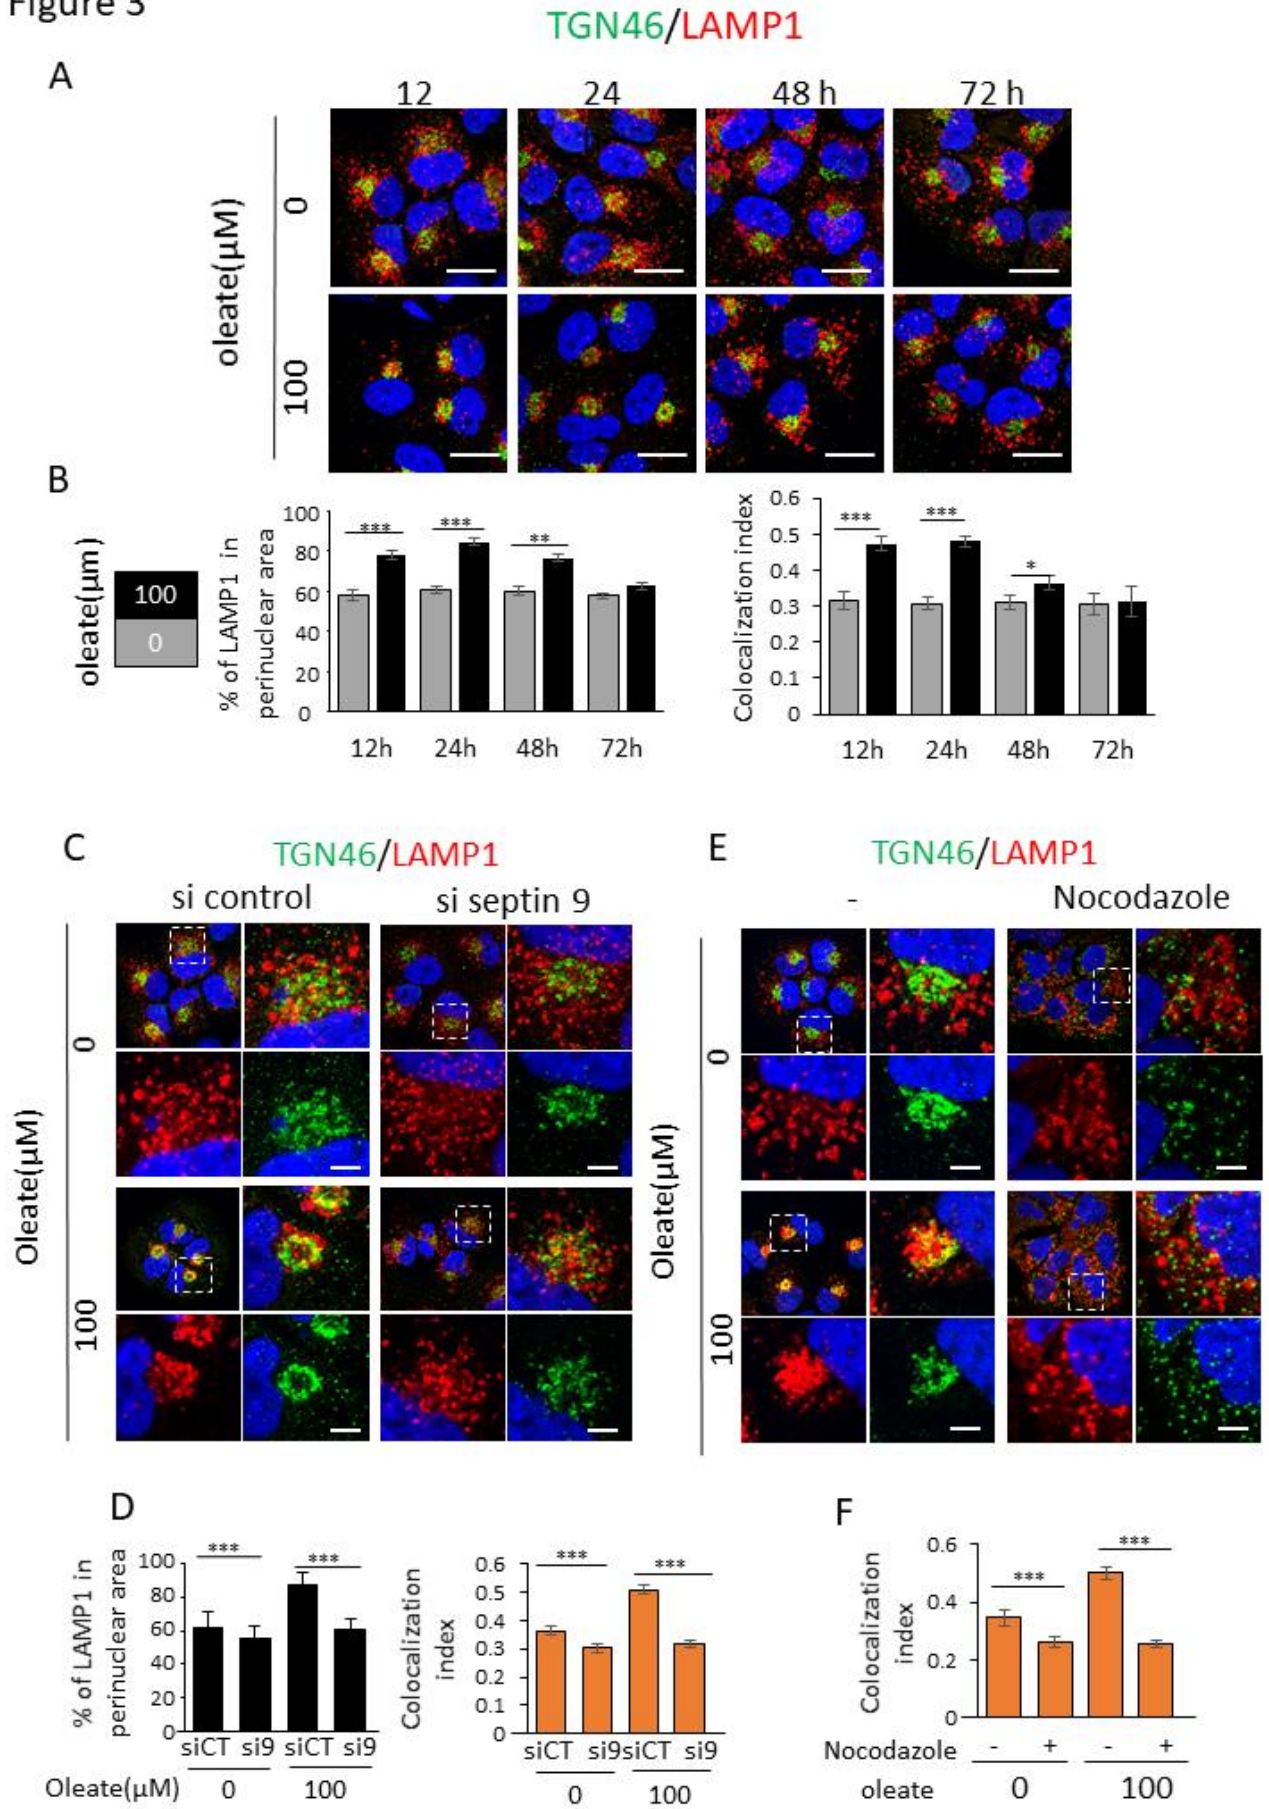 Figure 3
TGN46/LAMP1
A
12 24 48 h 72 h
oleate(μM)
0
100
B
oleate(μm)
100
0
% of LAMP1 in
perinuclear area
100
80
60
40
20
0
*** *** **
12h 24h 48h 72h
Colocalization index
0.6
0.5
0.4
0.3
0.2
0.1
0
*** *** *
12h 24h 48h 72h
C
TGN46/LAMP1
si control si septin 9
Oleate(μM)
0
100
E
TGN46/LAMP1
- Nocodazole
Oleate(μM)
0
100
D
% of LAMP1 in
perinuclear area
100
80
60
40
20
0
*** ***
siCT si9 siCT si9
Oleate(μM) 0 100
Colocalization
index
0.6
0.5
0.4
0.3
0.2
0.1
0
*** ***
siCT si9 siCT si9
0 100
F
Colocalization
index
0.6
0.4
0.2
0
*** ***
Nocodazole - + - +
oleate 0 100